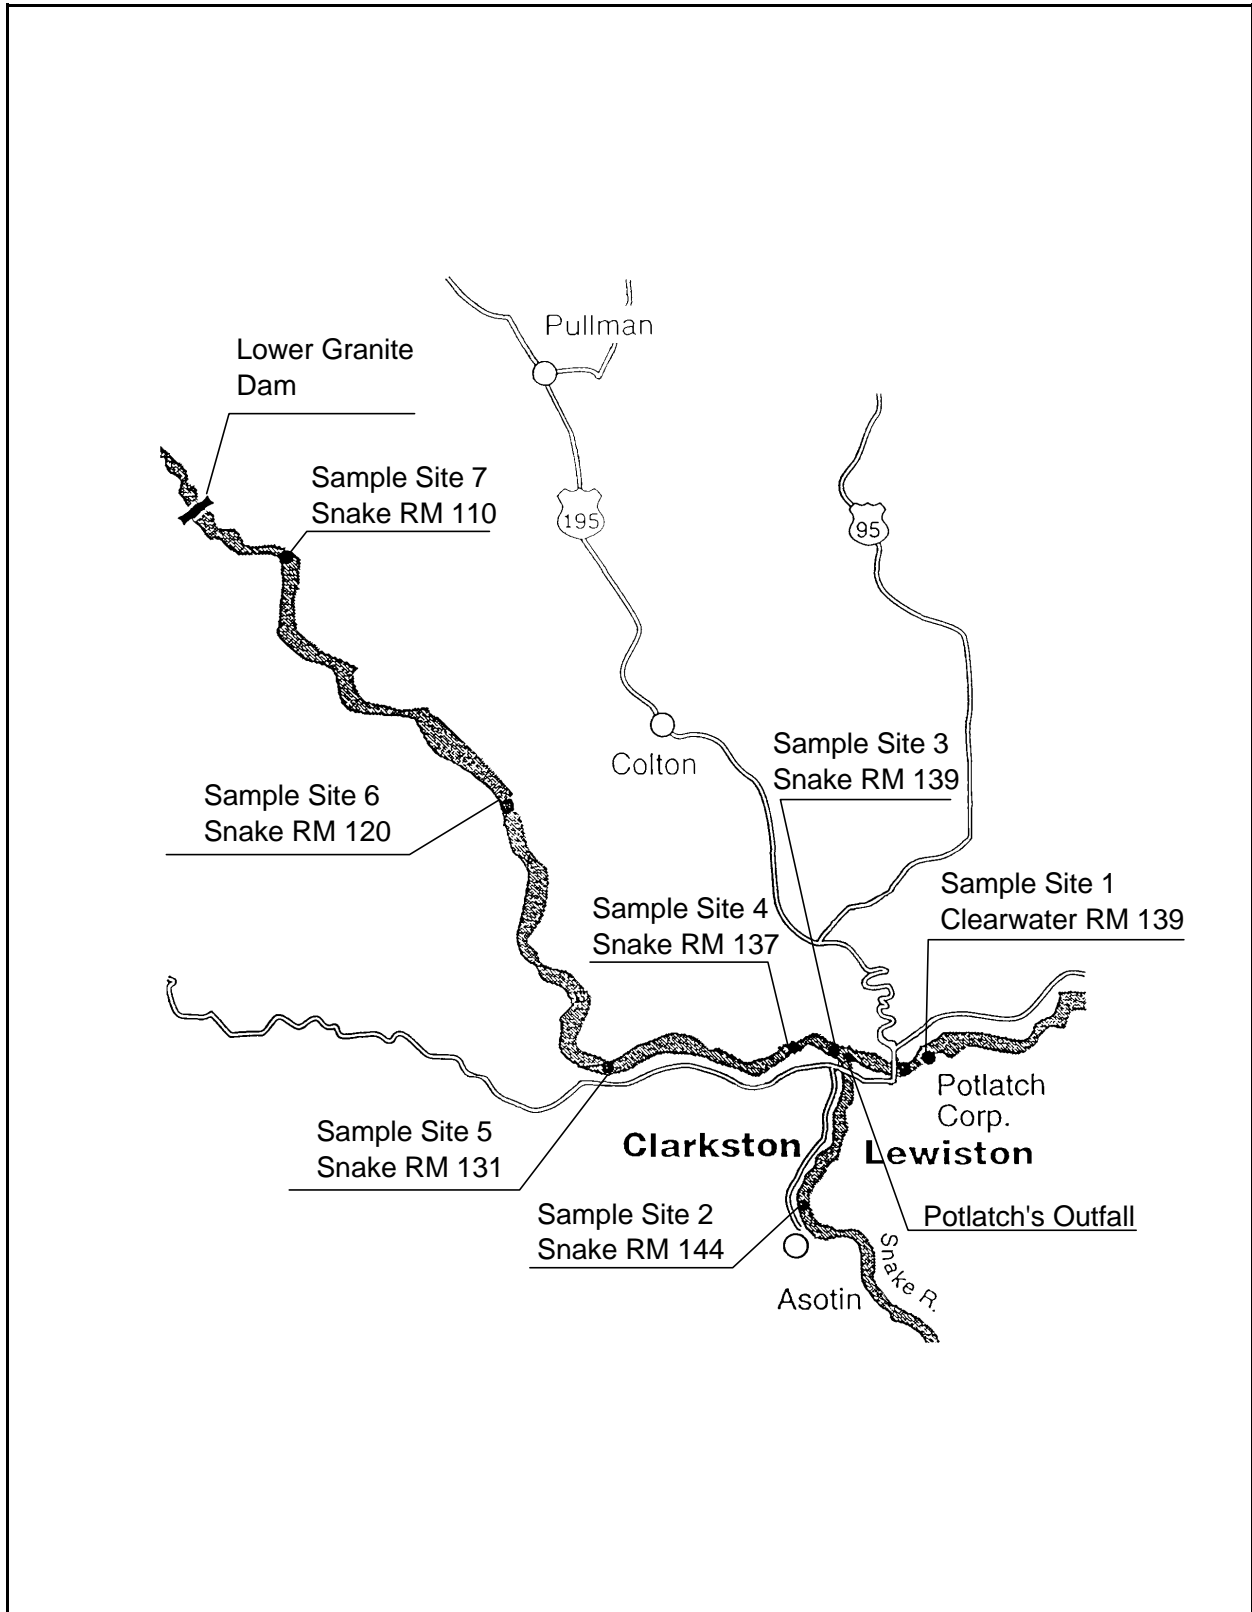 Pullman
Lower Granite
Dam
Sample Site 7
Snake RM 110
195
95
Sample Site 3
Snake RM 139
Colton
Sample Site 6
Snake RM 120
Sample Site 1
Clearwater RM 139
Sample Site 4
Snake RM 137
Potlatch
Corp.
Sample Site 5
Snake RM 131
Clarkston
Lewiston
Sample Site 2
Snake RM 144
Potlatch's Outfall
Snake R.
Asotin